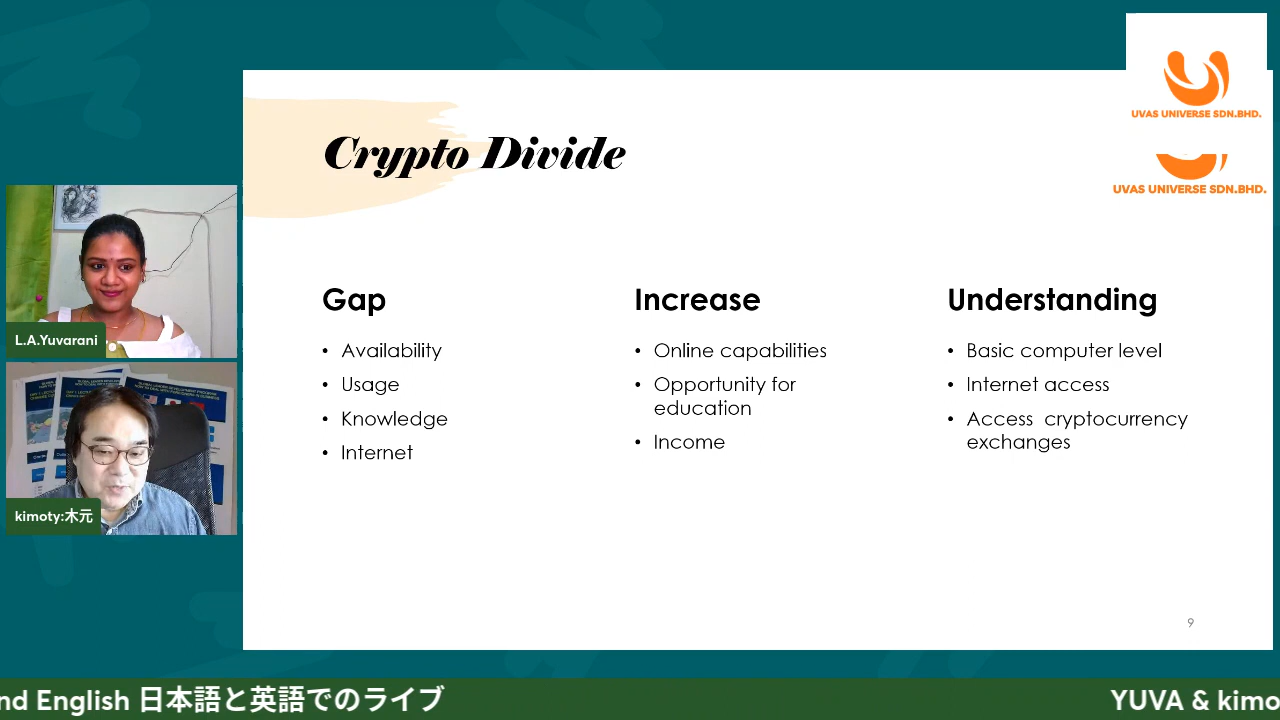 UVAS UNIVERSE SDN.BHD.
UVAS UNIVERSE SDN.BHD.
Crypto Divide
Gap
• Availability
• Usage
• Knowledge
• Internet
Increase
• Online capabilities
• Opportunity for
education
• Income
Understanding
• Basic computer level
• Internet access
• Access cryptocurrency
exchanges
9
L.A.Yuvarani
kimoty:木元
nd English 日本語と英語でのライブ
YUVA & kimo